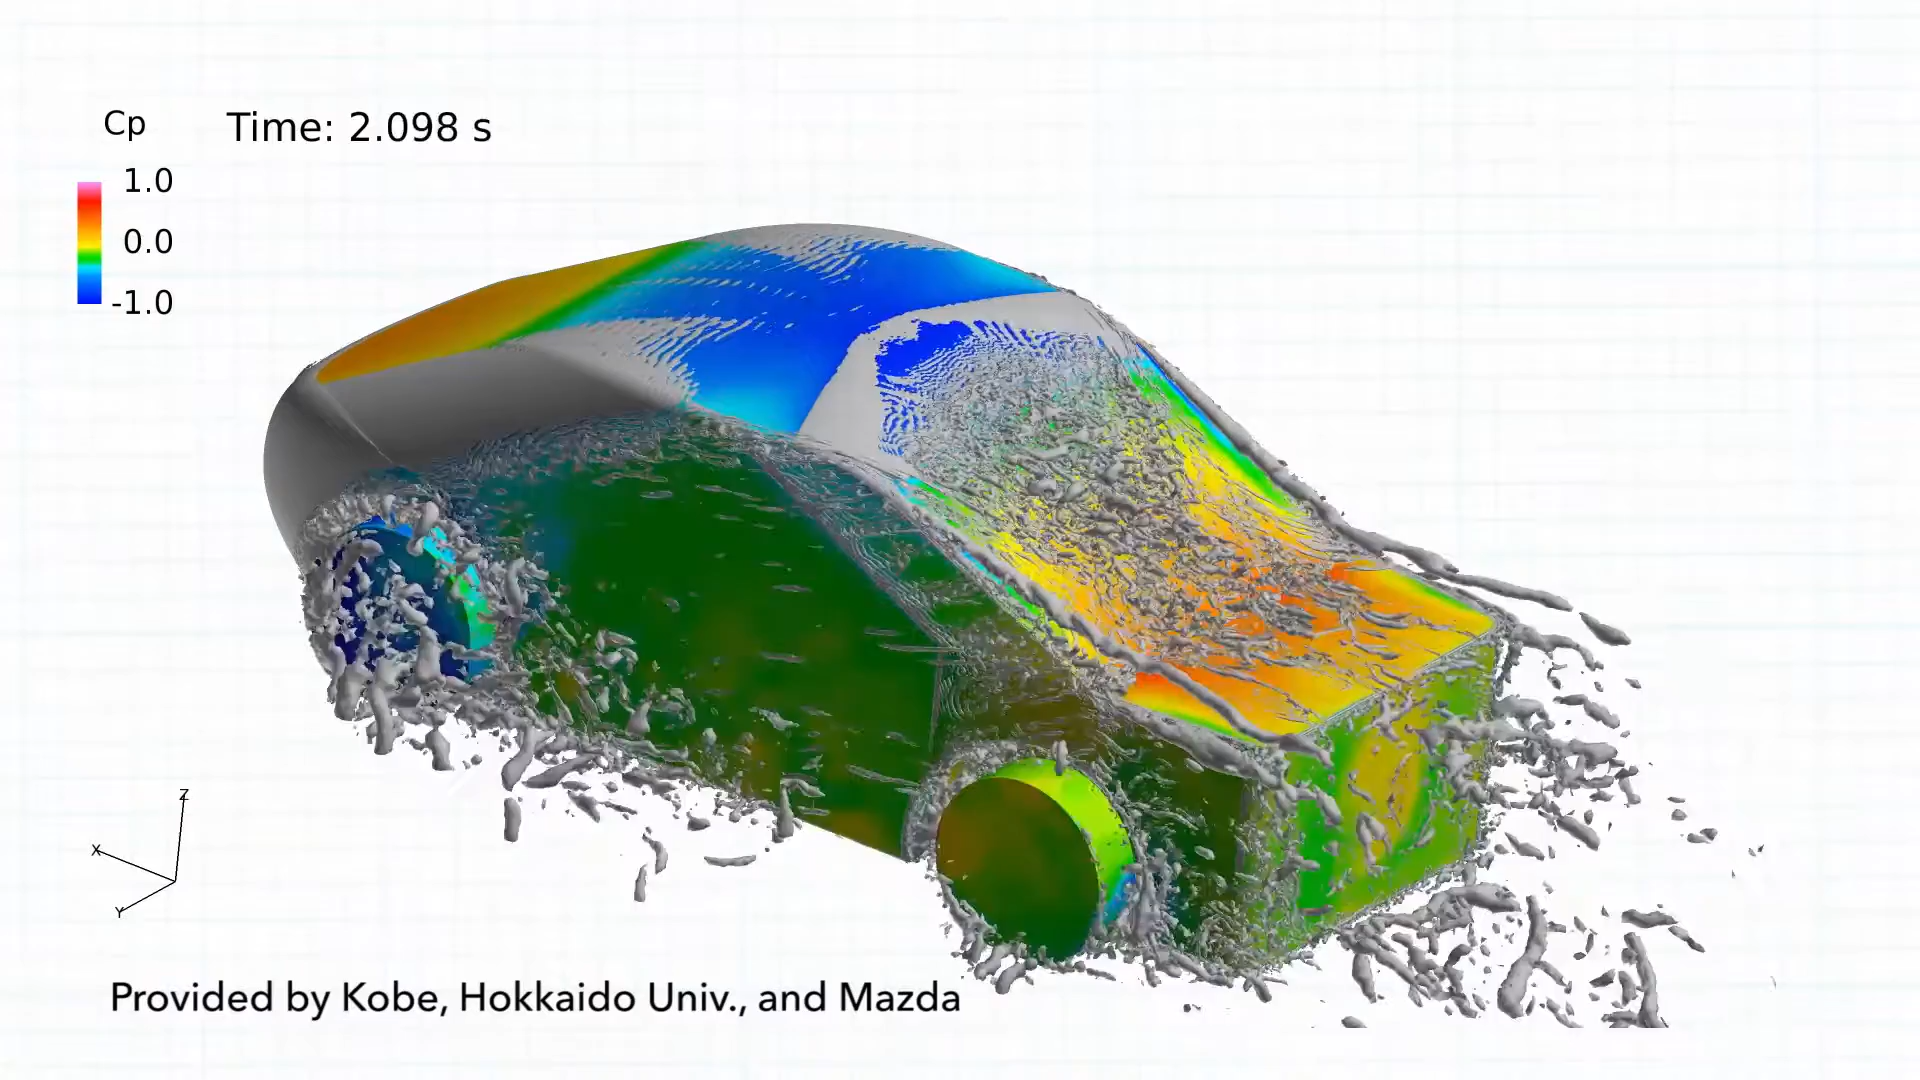 Cp
Time: 2.098 s
1.0
0.0
-1.0
Z
X
Y
Provided by Kobe, Hokkaido Univ., and Mazda